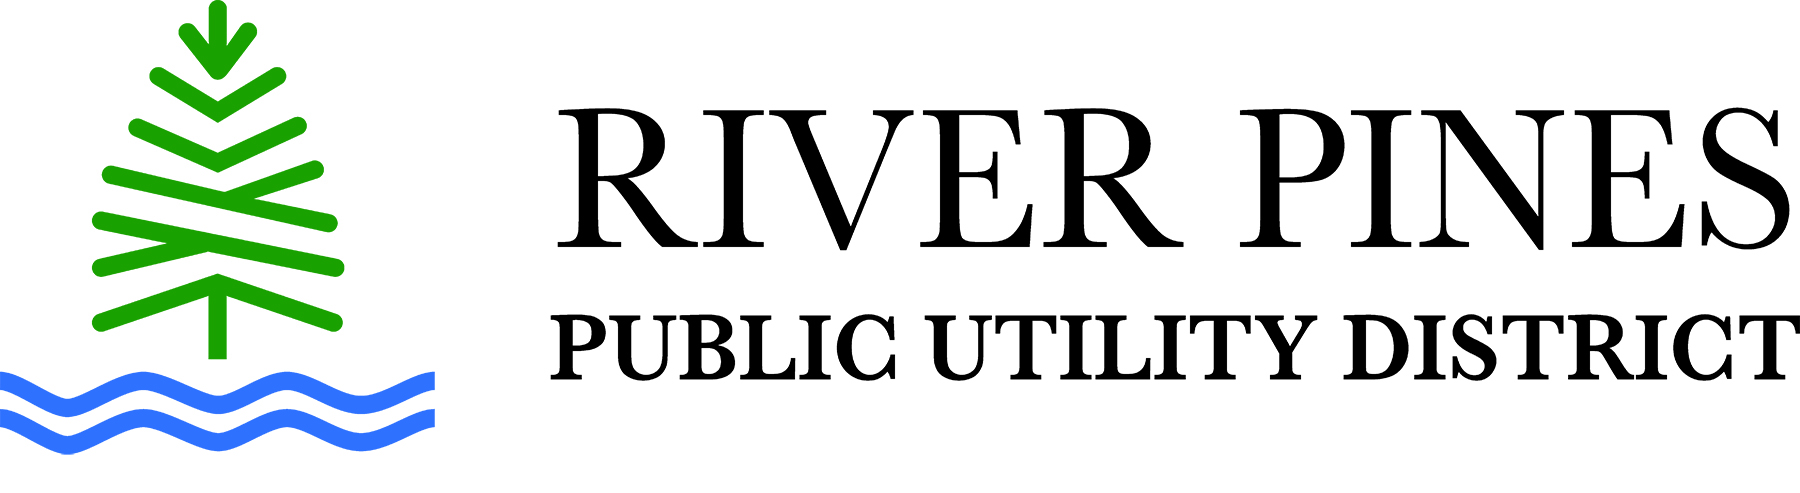 RIVER PINES
PUBLIC UTILITY DISTRICT